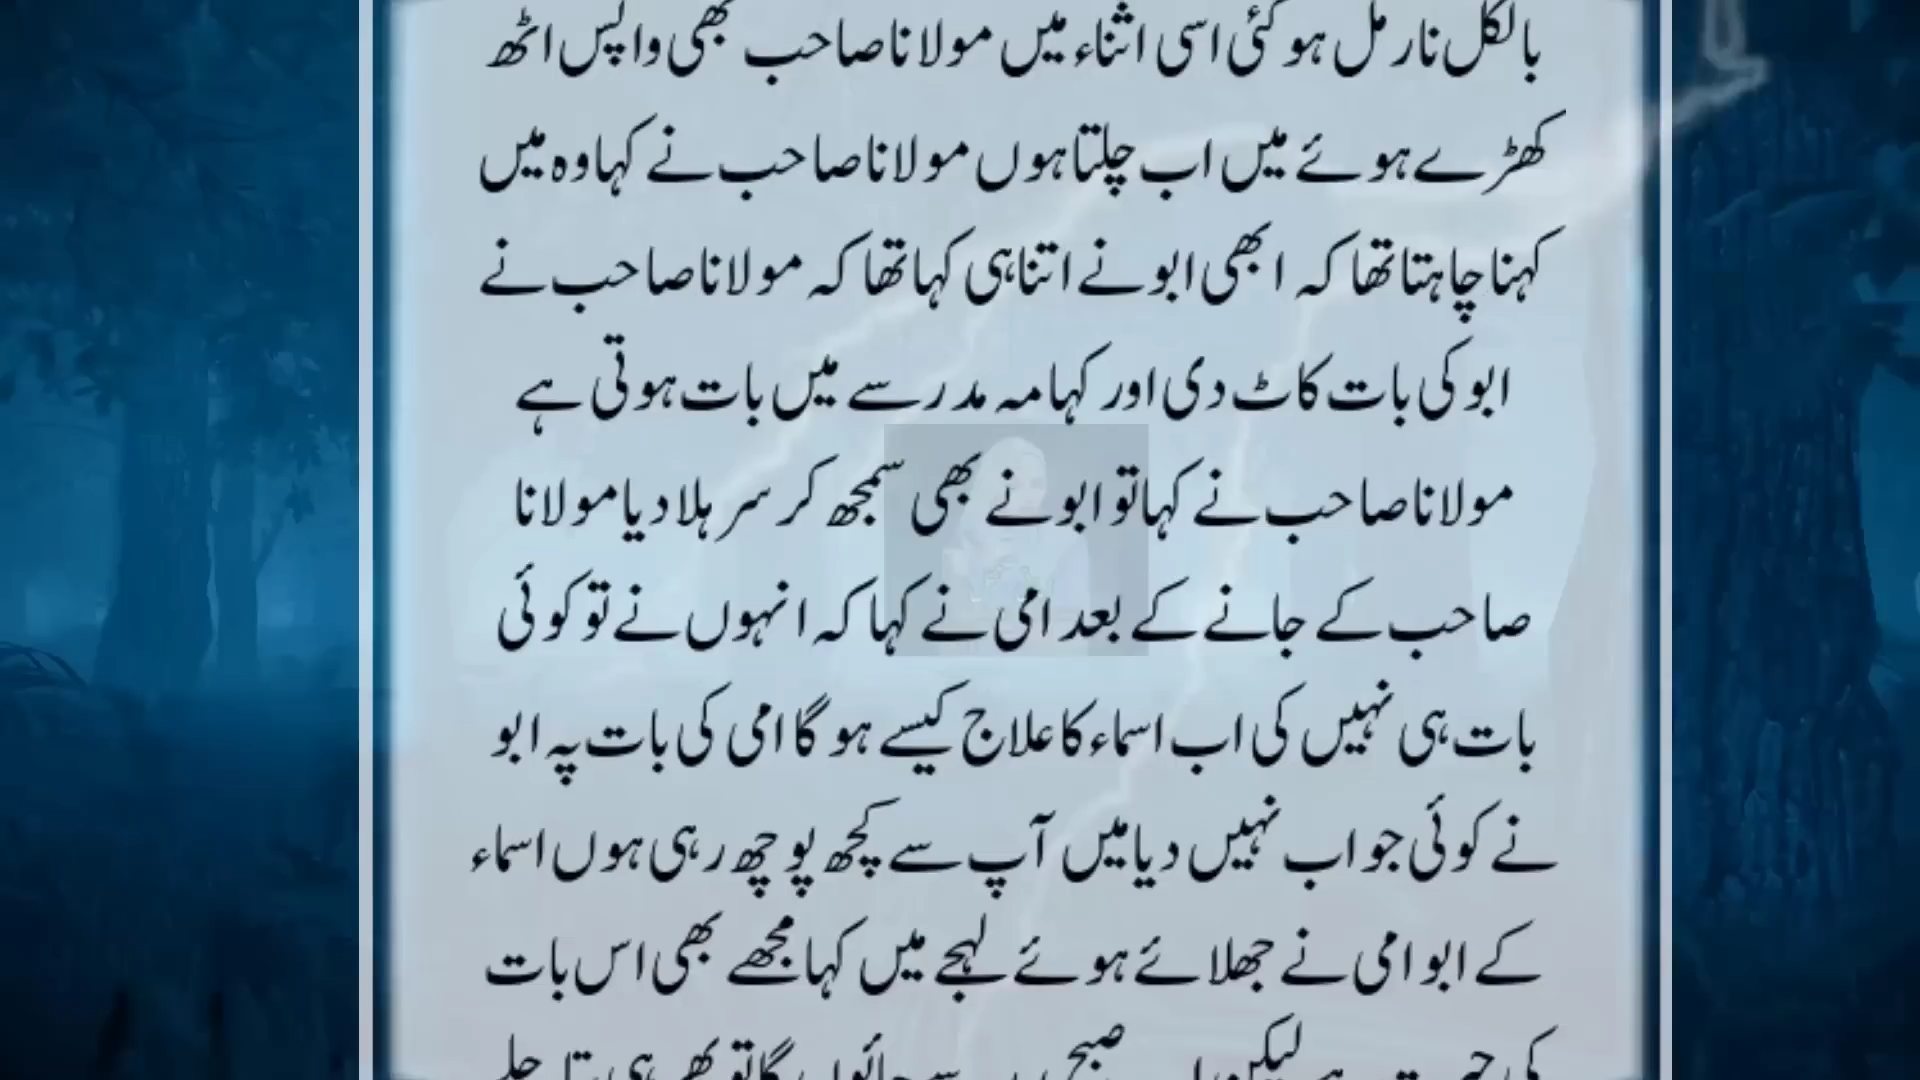 بالکل نارمل ہو گئی اسی اثناء میں مولانا صاحب بھی واپس اٹھ
کھڑے ہوئے میں اب چلتا ہوں مولانا صاحب نے کہا وہ میں
کہنا چاہتا تھا کہ ابھی ابو نے اتنا ہی کہا تھا کہ مولانا صاحب نے
ابو کی بات کاٹ دی اور کہامہ مدرسے میں بات ہوتی ہے
مولانا صاحب نے کہا تو ابو نے بھی سمجھ کر سر ہلا دیا مولانا
صاحب کے جانے کے بعد امی نے کہا کہ انہوں نے تو کوئی
بات ہی نہیں کی اب اسماء کا علاج کیسے ہو گا امی کی بات پہ ابو
نے کوئی جواب نہیں دیا میں آپ سے کچھ پوچھ رہی ہوں اسماء
کے ابو امی نے جھلائے ہوئے لہجے میں کہا مجھے بھی اس بات
کی لیکن صبح